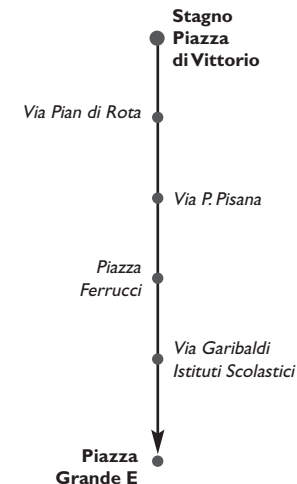 Stagno
Piazza
di Vittorio
Via Pian di Rota
Via P. Pisana
Piazza
Ferrucci
Via Garibaldi
Istituti Scolastici
Piazza
Grande E